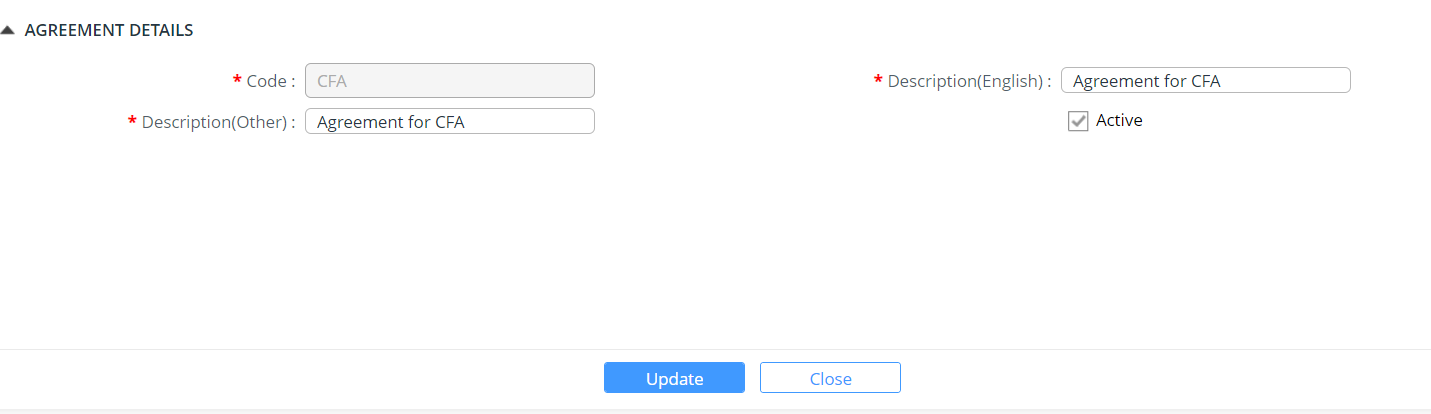 AGREEMENT DETAILS
* Code : CFA
* Description(English) : Agreement for CFA
* Description(Other) : Agreement for CFA
Active
Update
Close